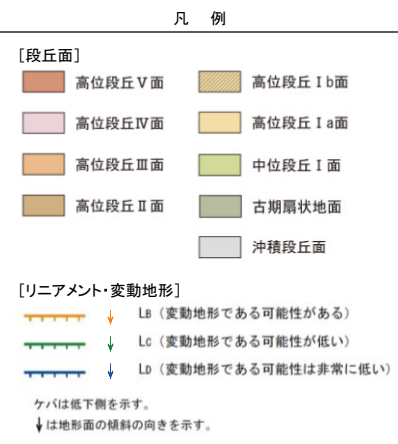 凡 例
[段丘面]
高位段丘Ⅴ面
高位段丘Ⅳ面
高位段丘Ⅲ面
高位段丘Ⅱ面
高位段丘Ⅰb面
高位段丘Ⅰa面
中位段丘Ⅰ面
古期扇状地面
沖積段丘面
[リニアメント・変動地形]
LB（変動地形である可能性がある）
LC（変動地形である可能性が低い）
LD（変動地形である可能性は非常に低い）
ケバは低下側を示す。
↓は地形面の傾斜の向きを示す。